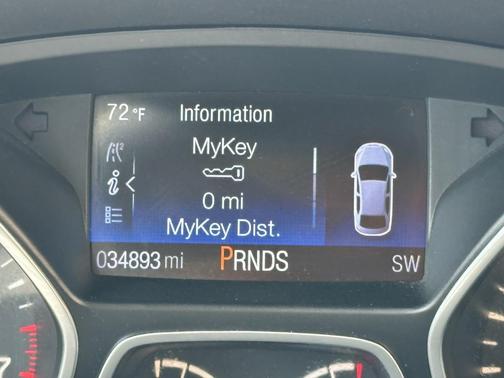 72 °F Information
MyKey
0 mi
MyKey Dist.
034893 mi PRNDS SW